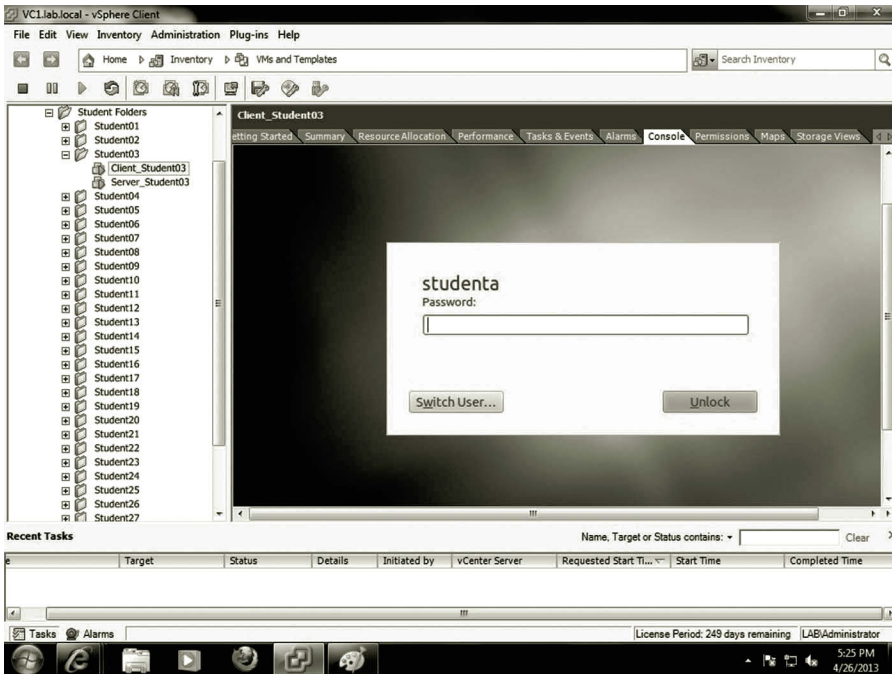 VC1.lab.local - vSphere Client
File Edit View Inventory Administration Plug-ins Help
Home Inventory VMs and Templates Search Inventory
Student Folders
Student01
Student02
Student03
Client_Student03
Server_Student03
Student04
Student05
Student06
Student07
Student08
Student09
Student10
Student11
Student12
Student13
Student14
Student15
Student16
Student17
Student18
Student19
Student20
Student21
Student22
Student23
Student24
Student25
Student26
Student27
Client_Student03
etting Started Summary Resource Allocation Performance Tasks & Events Alarms Console Permissions Maps Storage Views
studenta
Password:
Switch User... Unlock
Recent Tasks Name, Target or Status contains: Clear
e Target Status Details Initiated by vCenter Server Requested Start Ti... Start Time Completed Time
Tasks Alarms License Period: 249 days remaining LAB\Administrator
5:25 PM
4/26/2013